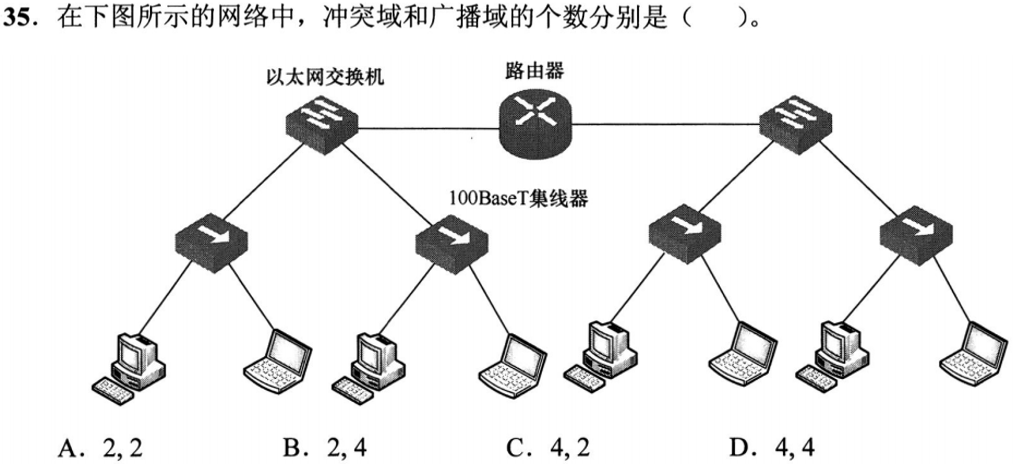 35. 在下图所示的网络中，冲突域和广播域的个数分别是（ ）。
以太网交换机
路由器
100BaseT集线器
A. 2, 2 B. 2, 4 C. 4, 2 D. 4, 4